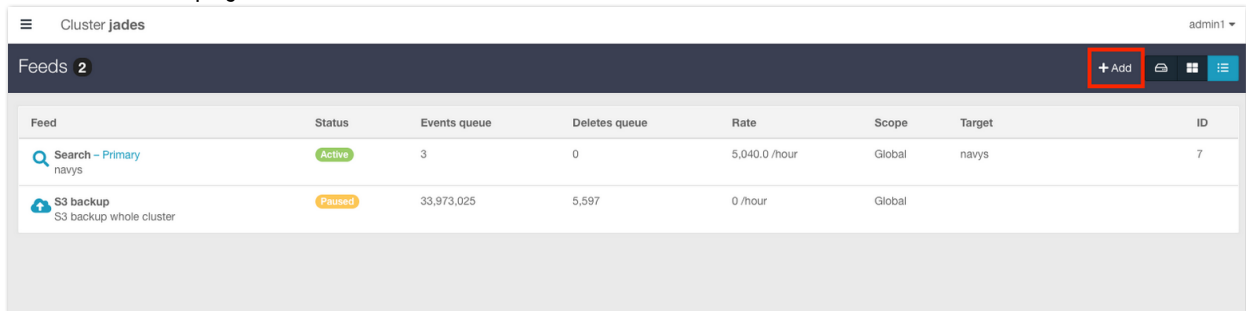 Cluster jades
admin1
Feeds 2
+ Add
Feed Status Events queue Deletes queue Rate Scope Target ID
Search – Primary Active 3 0 5,040.0 /hour Global navys 7
navys
S3 backup Paused 33,973,025 5,597 0 /hour Global
S3 backup whole cluster